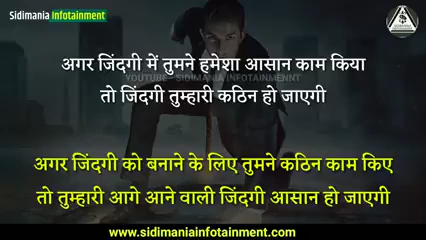 Sidimania Infotainment
अगर जिंदगी में तुमने हमेशा आसान काम किया
YOUTUBE - SIDIMANIA INFOTAINMENNT
तो जिंदगी तुम्हारी कठिन हो जाएगी
अगर जिंदगी को बनाने के लिए तुमने कठिन काम किए
तो तुम्हारी आगे आने वाली जिंदगी आसान हो जाएगी
www.sidimaniainfotainment.com